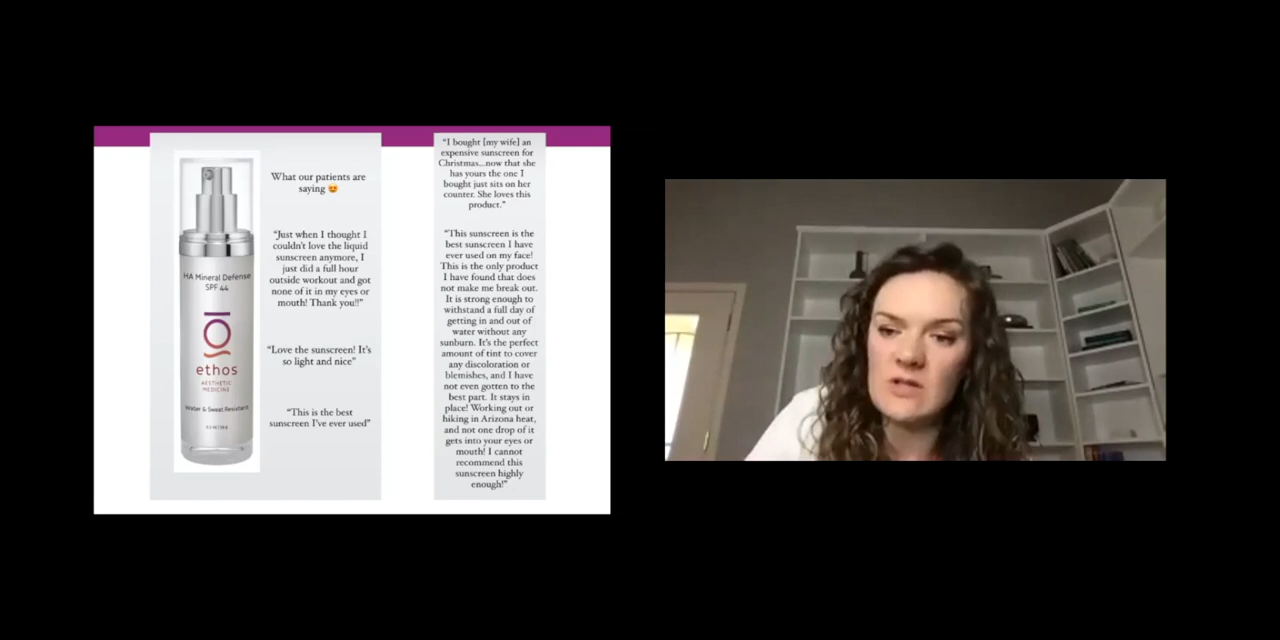 HA Mineral Defense
SPF 44
ethos
AESTHETIC
MEDICINE
Water & Sweat Resistant
What our patients are
saying 😍
“Just when I thought I
couldn't love the liquid
sunscreen anymore, I
just did a full hour
outside workout and got
none of it in my eyes or
mouth! Thank you!!”
“Love the sunscreen! It's
so light and nice”
“This is the best
sunscreen I've ever used”
“I bought [my wife] an
expensive sunscreen for
Christmas...now that she
has yours the one I
bought just sits on her
counter. She loves this
product.”
“This sunscreen is the
best sunscreen I have
ever used on my face!
This is the only product
I have found that does
not make me break out.
It is strong enough to
withstand a full day of
getting in and out of
water without any
sunburn. It's the perfect
amount of tint to cover
any discoloration or
blemishes, and I have
not even gotten to the
best part. It stays in
place! Working out or
hiking in Arizona heat,
and not one drop of it
gets into your eyes or
mouth! I cannot
recommend this
sunscreen highly
enough!”